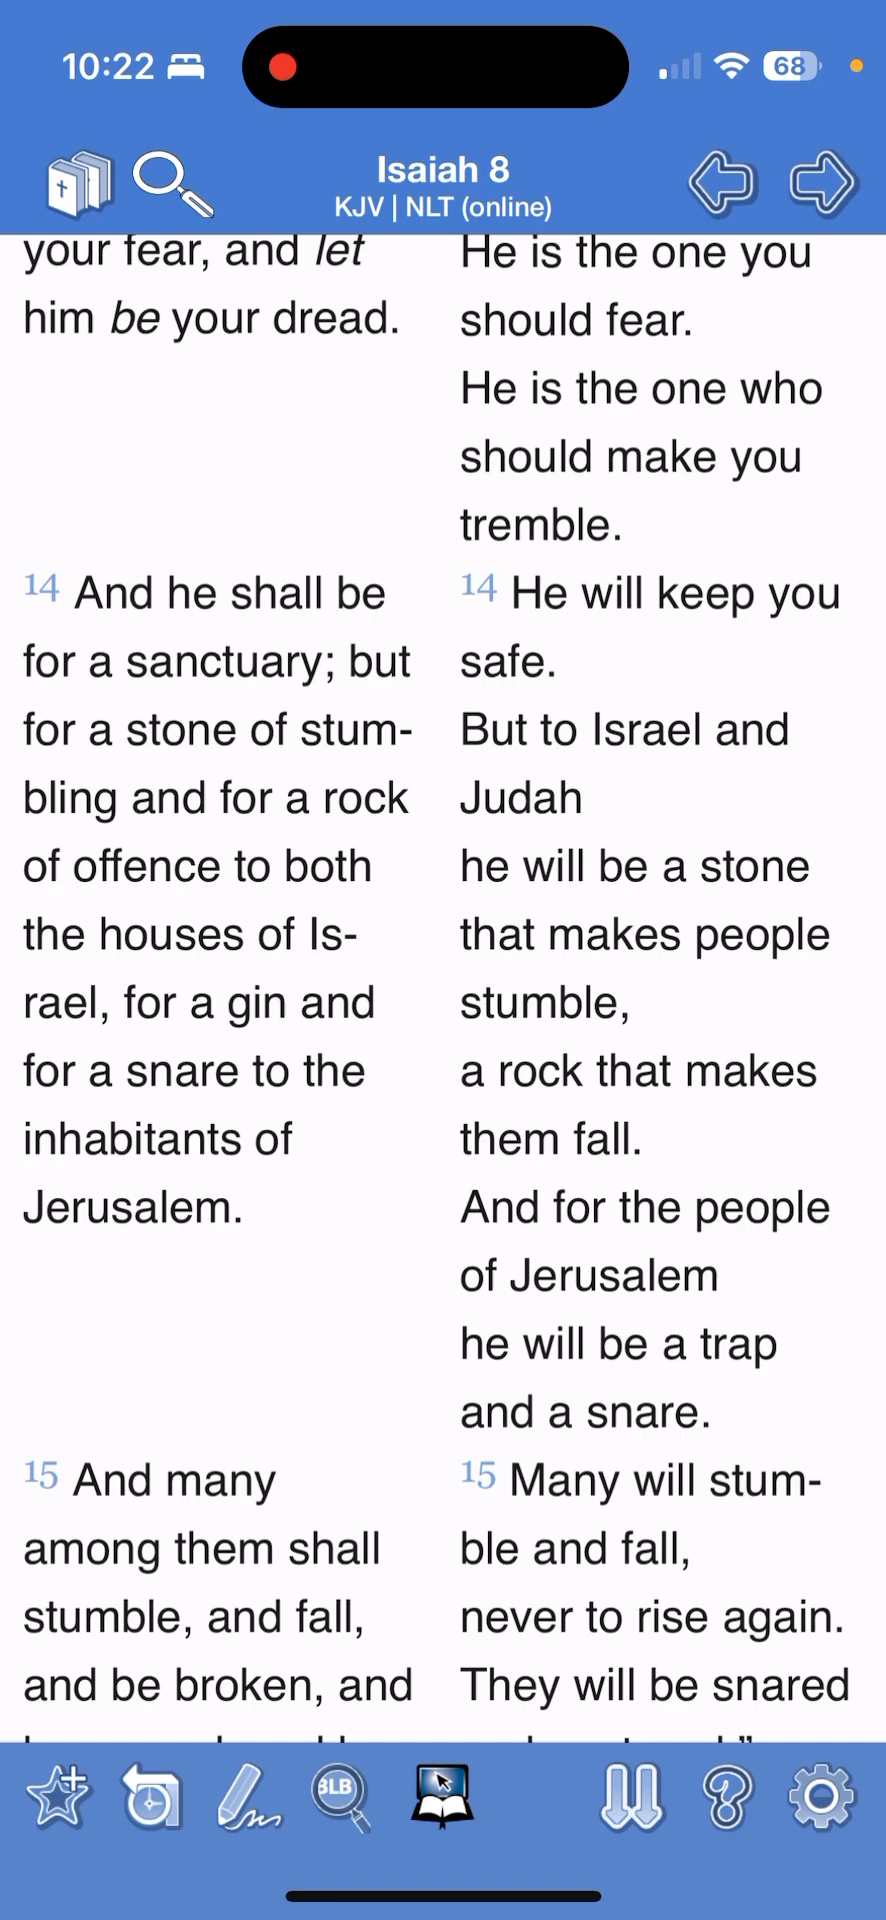 10:22
68
Isaiah 8
KJV | NLT (online)
your fear, and let
him be your dread.
14 And he shall be
for a sanctuary; but
for a stone of stum-
bling and for a rock
of offence to both
the houses of Is-
rael, for a gin and
for a snare to the
inhabitants of
Jerusalem.
15 And many
among them shall
stumble, and fall,
and be broken, and
He is the one you
should fear.
He is the one who
should make you
tremble.
14 He will keep you
safe.
But to Israel and
Judah
he will be a stone
that makes people
stumble,
a rock that makes
them fall.
And for the people
of Jerusalem
he will be a trap
and a snare.
15 Many will stum-
ble and fall,
never to rise again.
They will be snared
BLB